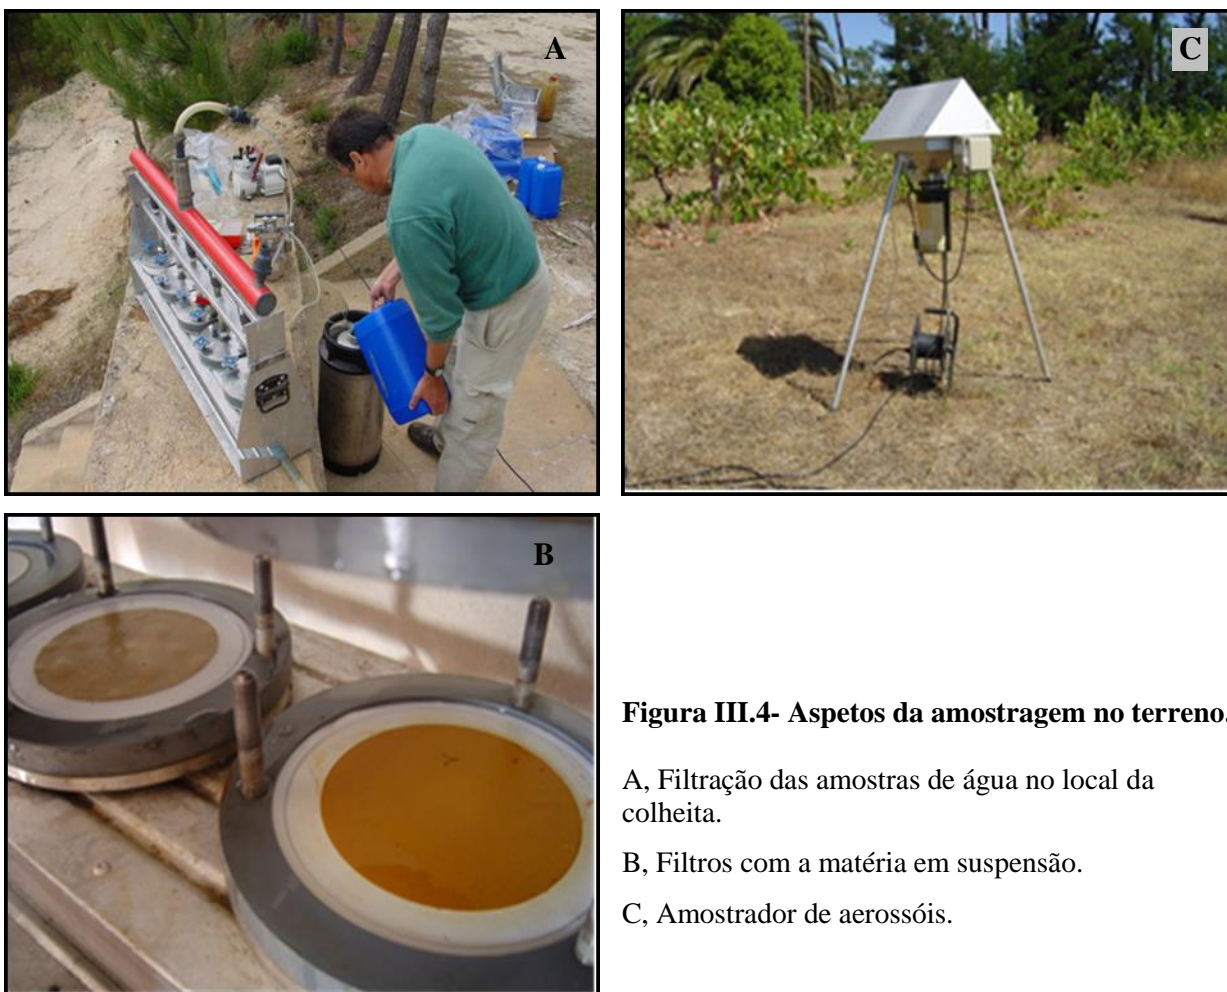 A
C
B
Figura III.4- Aspetos da amostragem no terreno.
A, Filtração das amostras de água no local da
colheita.
B, Filtros com a matéria em suspensão.
C, Amostrador de aerossóis.